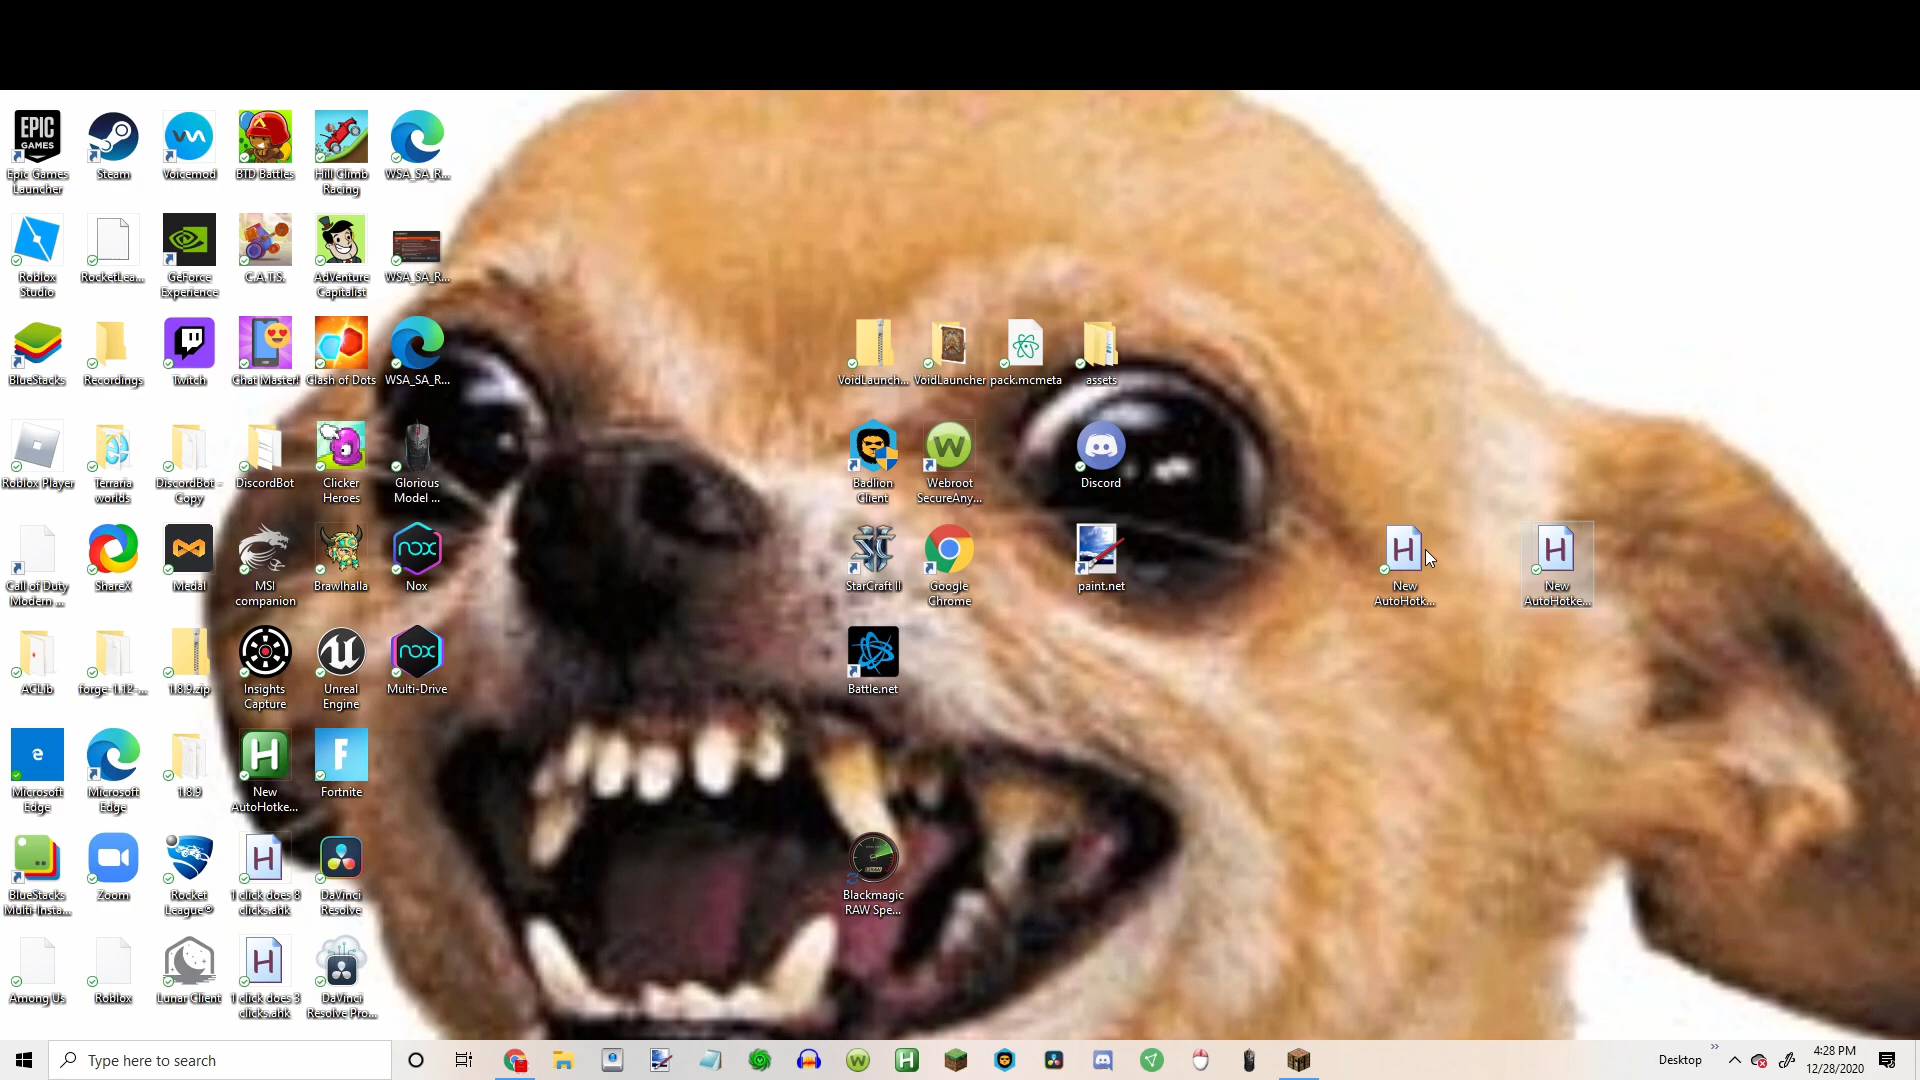 EPIC
GAMES
Epic Games
Launcher
Steam
Voicemod
BTD Battles
Hill Climb
Racing
WSA_SA_R...
Roblox
Studio
RocketLea...
GeForce
Experience
C.A.T.S.
AdVenture
Capitalist
WSA_SA_R...
BlueStacks
Recordings
Twitch
Chat Master!
Clash of Dots
WSA_SA_R...
VoidLaunch...
VoidLauncher
pack.mcmeta
assets
Roblox Player
Terraria
worlds
DiscordBot -
Copy
DiscordBot
Clicker
Heroes
Glorious
Model ...
Badlion
Client
Webroot
SecureAny...
Discord
Call of Duty
Modern ...
ShareX
Medal
MSI
companion
Brawlhalla
nox
Nox
StarCraft II
Google
Chrome
paint.net
H
New
AutoHotk...
H
New
AutoHotke...
ACLib
forge-1.12-...
1.8.9.zip
Insights
Capture
Unreal
Engine
nox
Multi-Drive
Battle.net
Microsoft
Edge
Microsoft
Edge
1.8.9
H
New
AutoHotke...
F
Fortnite
BlueStacks
Multi-Insta...
Zoom
Rocket
League®
H
1 click does 8
clicks.ahk
DaVinci
Resolve
Blackmagic
RAW Spe...
Among Us
Roblox
Lunar Client
H
1 click does 3
clicks.ahk
DaVinci
Resolve Pro...
Type here to search
Desktop
4:28 PM
12/28/2020